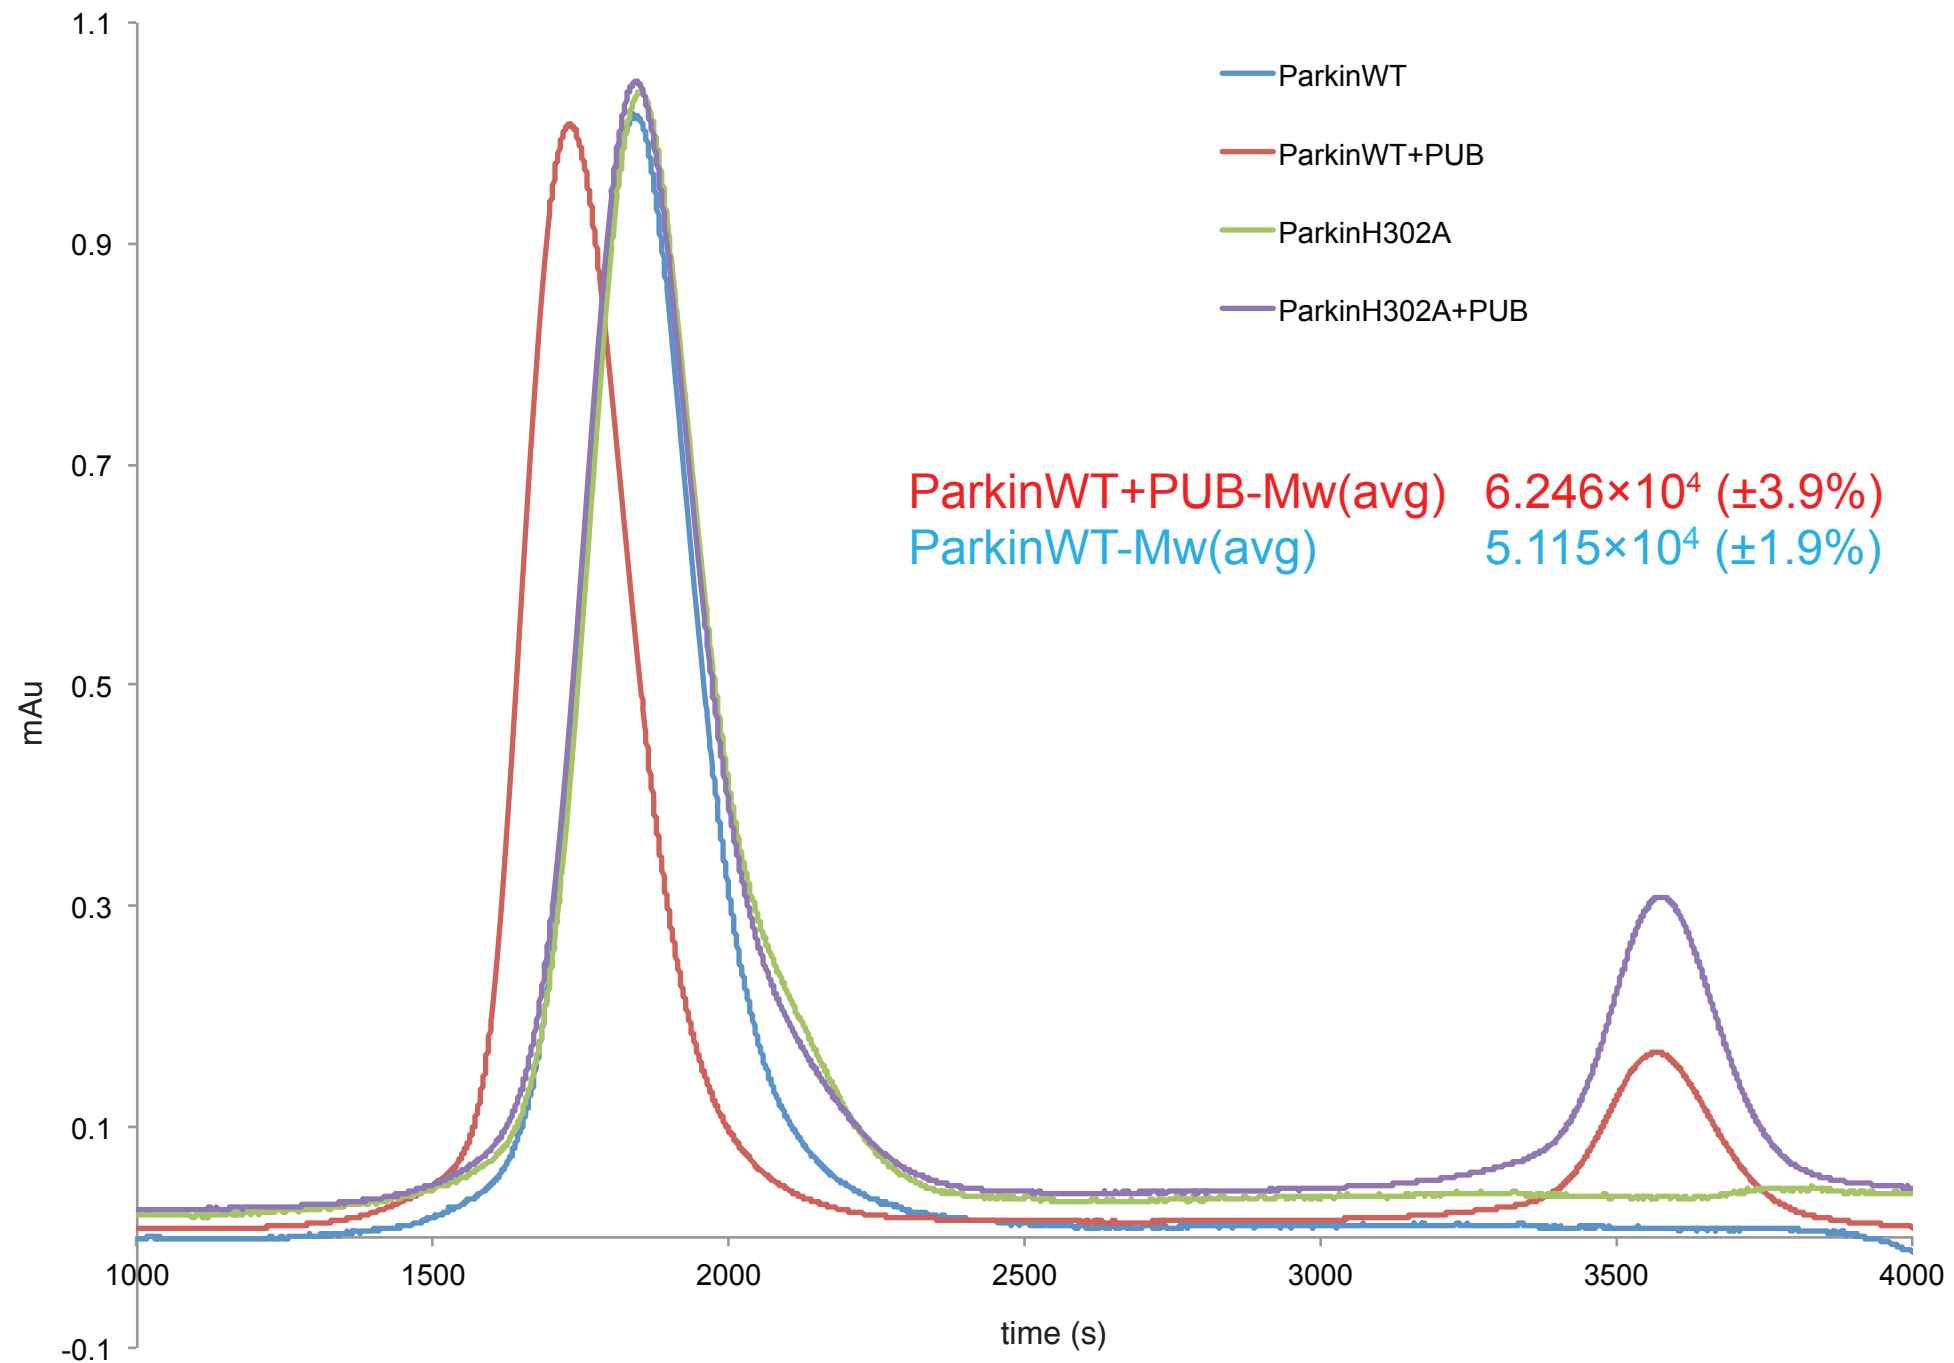 1.1
0.9
0.7
0.5
0.3
0.1
-0.1
mAu
1000 1500 2000 2500 3000 3500 4000
time (s)
ParkinWT
ParkinWT+PUB
ParkinH302A
ParkinH302A+PUB
ParkinWT+PUB-Mw(avg) 6.246×10⁴ (±3.9%)
ParkinWT-Mw(avg) 5.115×10⁴ (±1.9%)